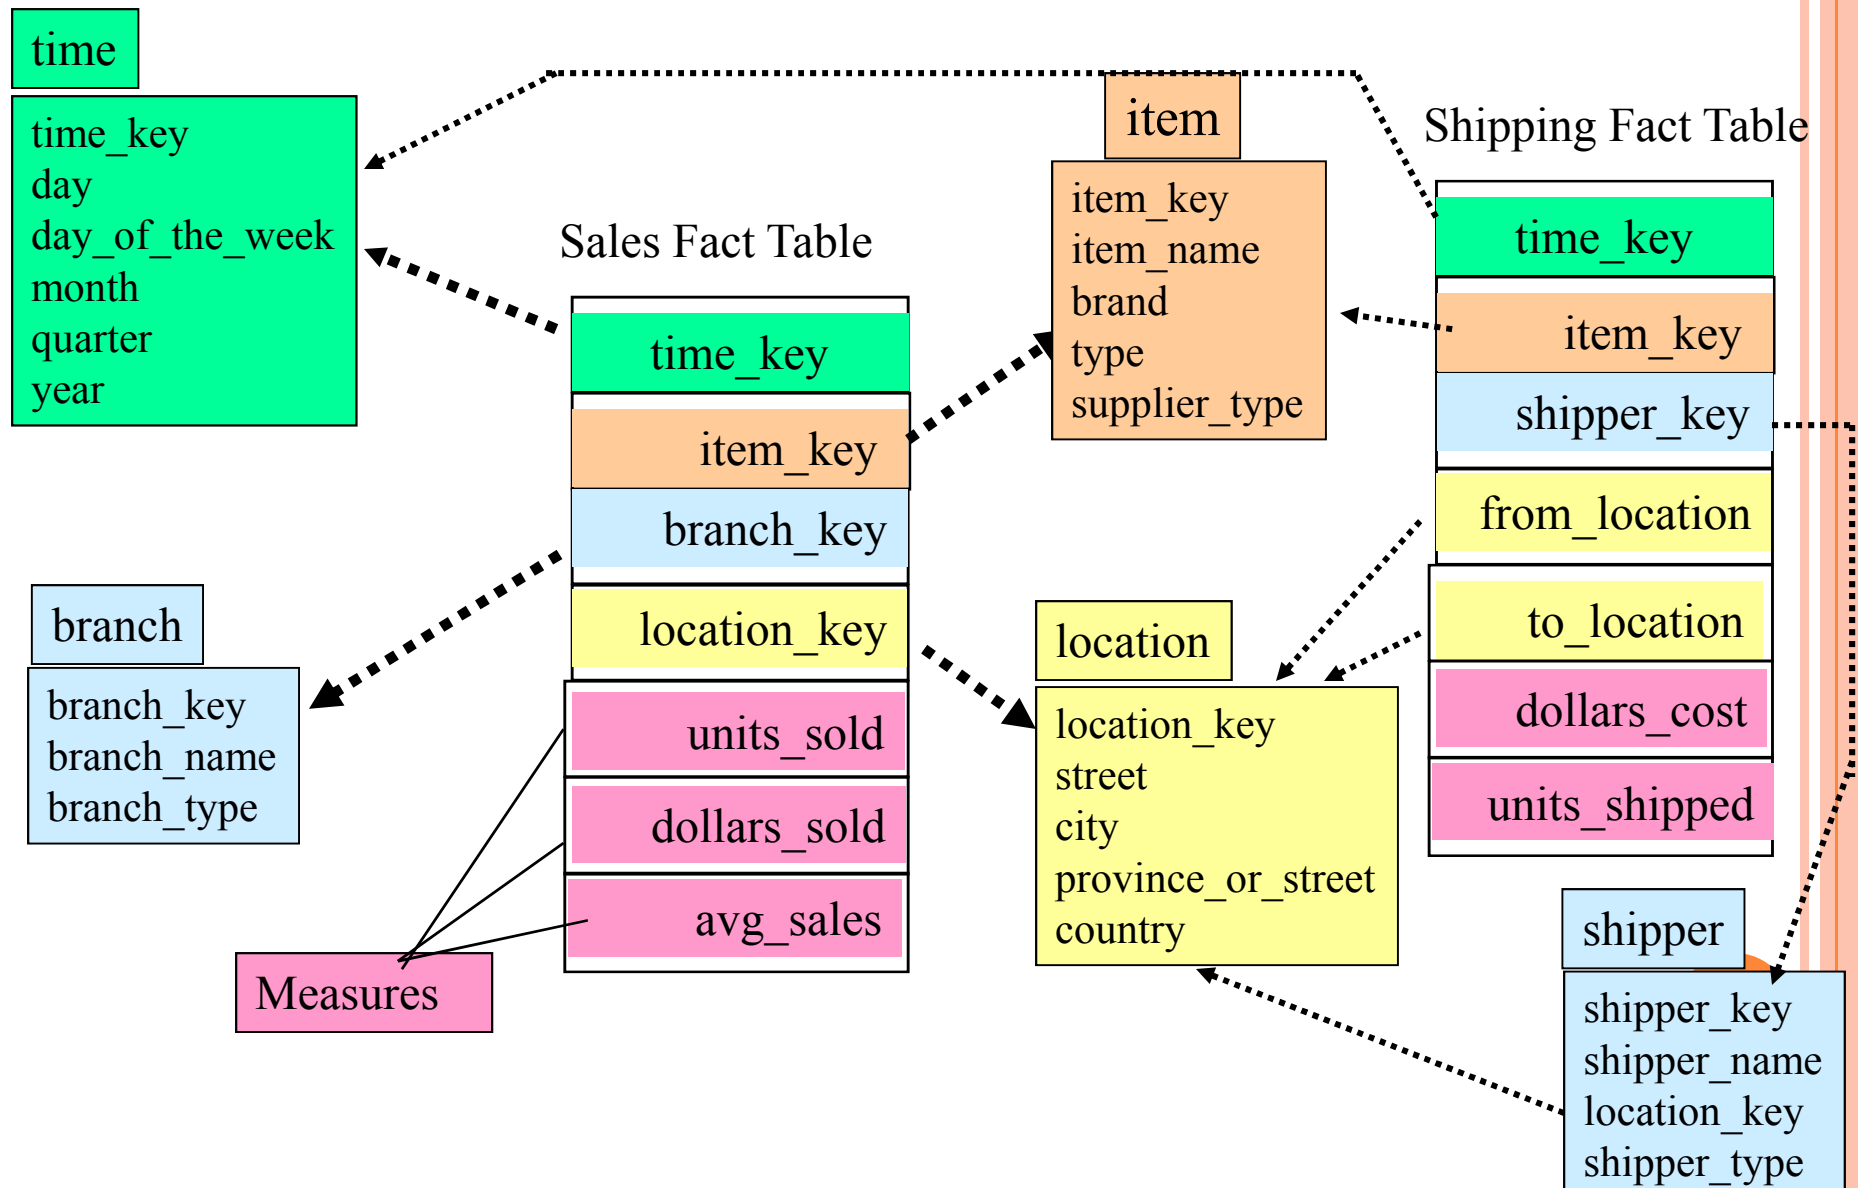 time
time_key
day
day_of_the_week
month
quarter
year
Sales Fact Table
time_key
item_key
branch_key
location_key
units_sold
dollars_sold
avg_sales
Measures
branch
branch_key
branch_name
branch_type
item
item_key
item_name
brand
type
supplier_type
location
location_key
street
city
province_or_street
country
Shipping Fact Table
time_key
item_key
shipper_key
from_location
to_location
dollars_cost
units_shipped
shipper
shipper_key
shipper_name
location_key
shipper_type